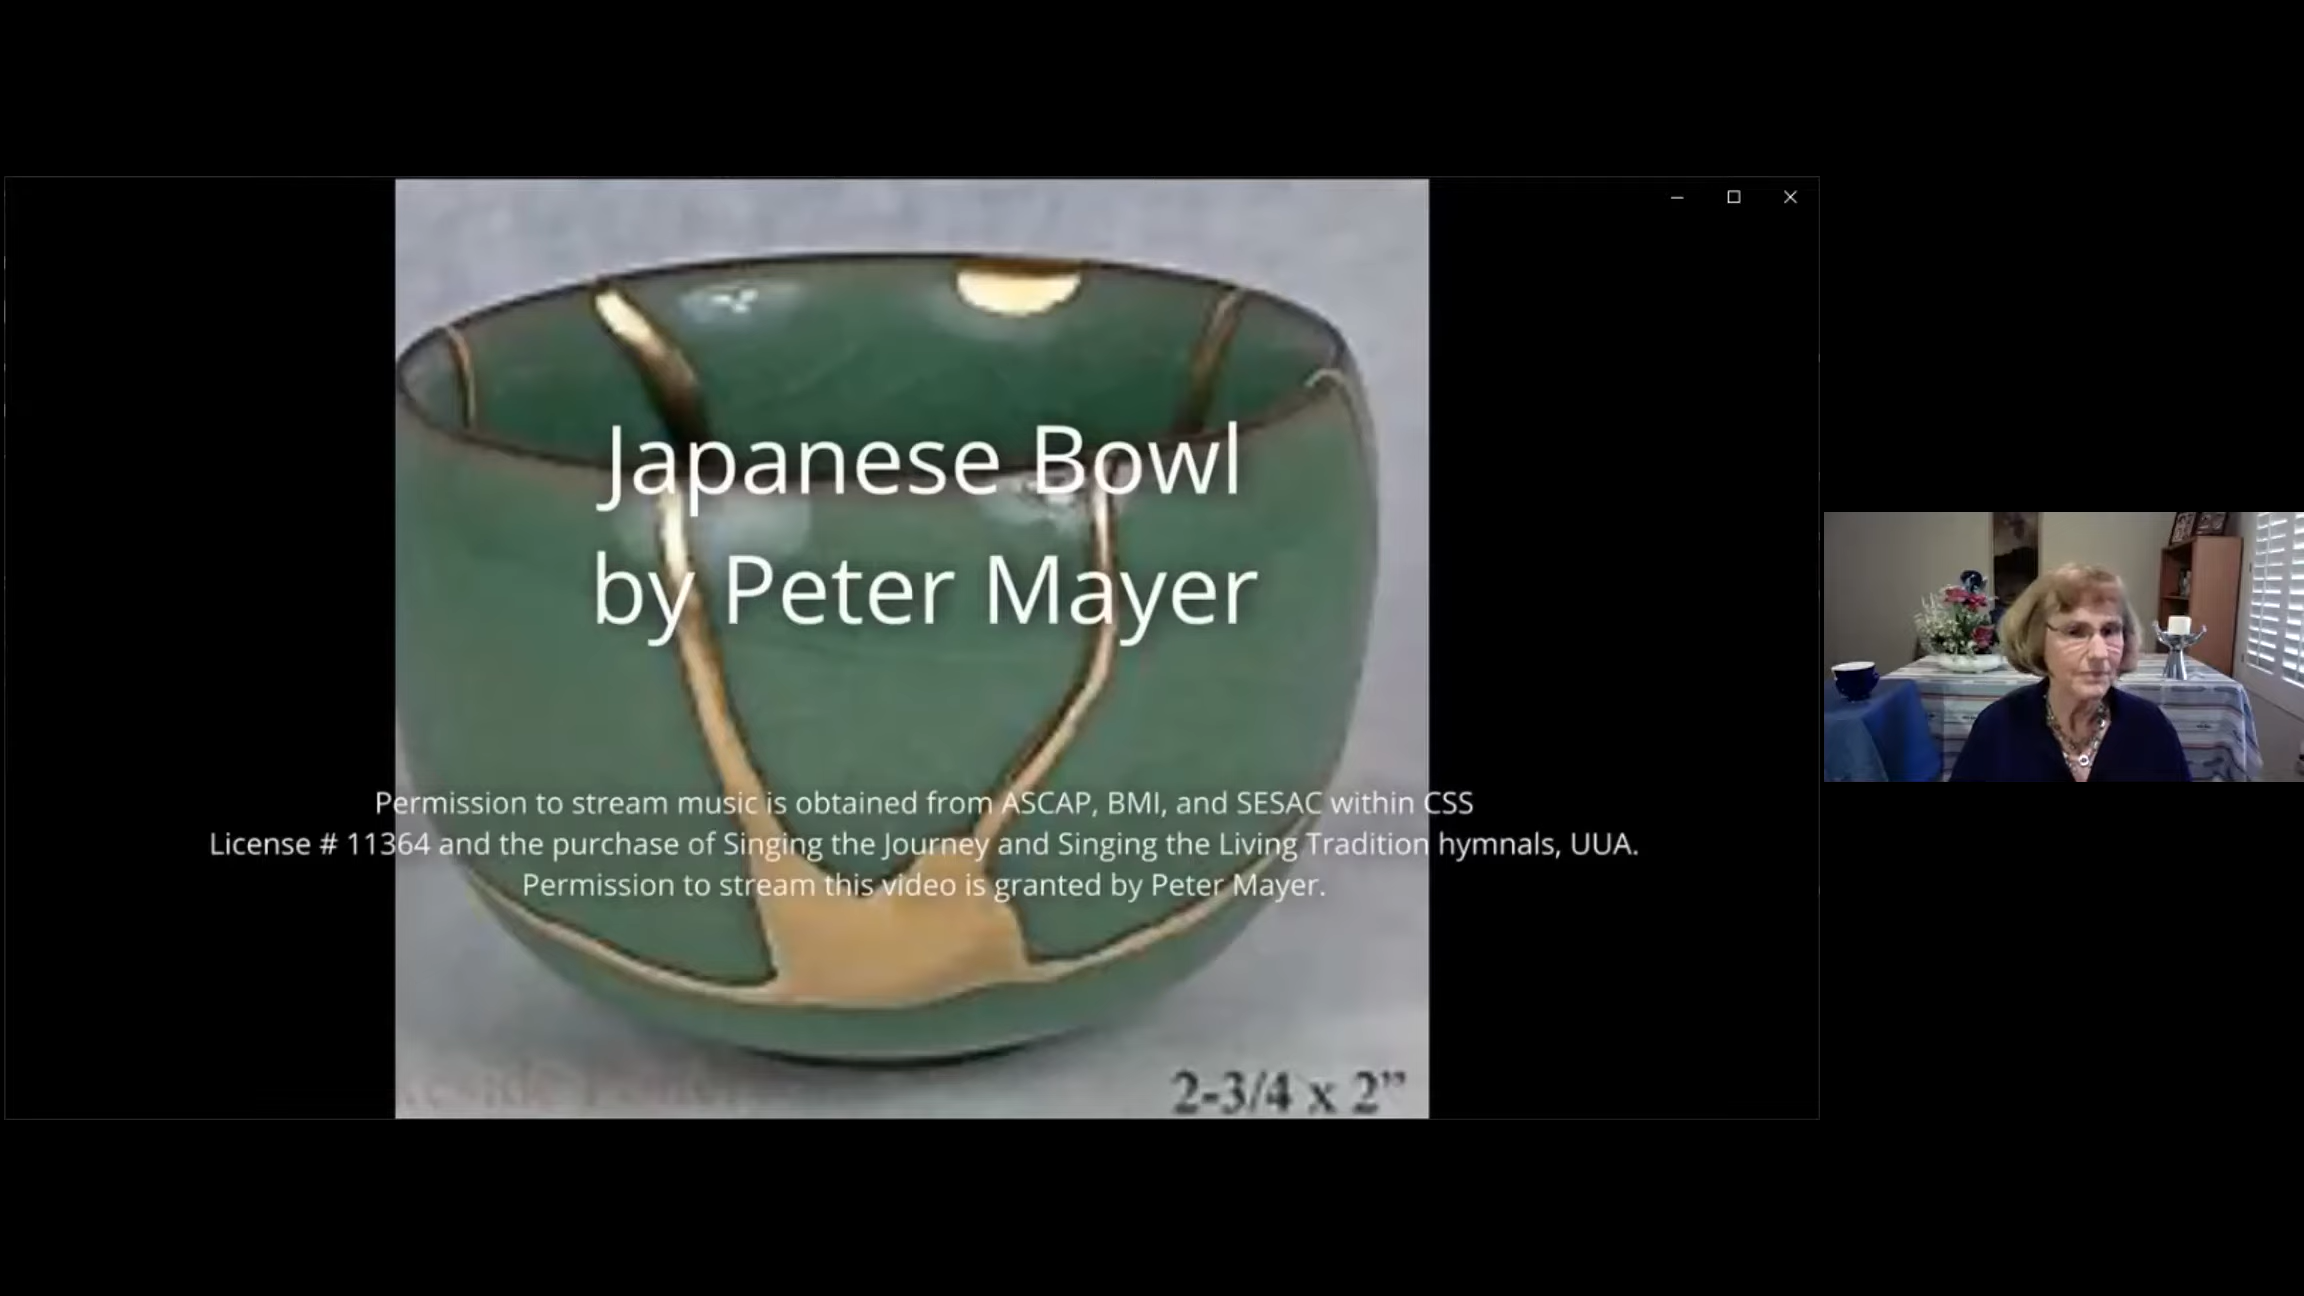 Japanese Bowl
by Peter Mayer
Permission to stream music is obtained from ASCAP, BMI, and SESAC within CSS
License # 11364 and the purchase of Singing the Journey and Singing the Living Tradition hymnals, UUA.
Permission to stream this video is granted by Peter Mayer.
2-3/4 x 2”